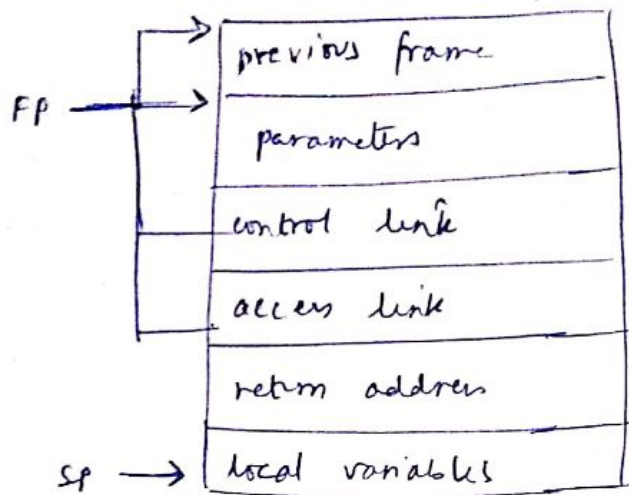 previous frame
FP
parameters
control link
access link
return address
SP
local variables